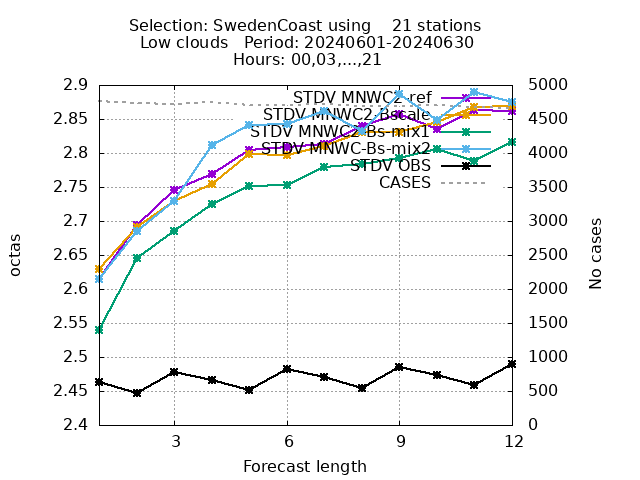 Selection: SwedenCoast using    21 stations
Low clouds   Period: 20240601-20240630
Hours: 00,03,...,21
STDV MNWC2-ref
STDV MNWC2-Bscale
STDV MNWC2-Bs-mix1
STDV MNWC-Bs-mix2
STDV OBS
CASES
octas
2.9
2.85
2.8
2.75
2.7
2.65
2.6
2.55
2.5
2.45
2.4
5000
4500
4000
3500
3000
2500
2000
1500
1000
500
0
No cases
3 6 9 12
Forecast length